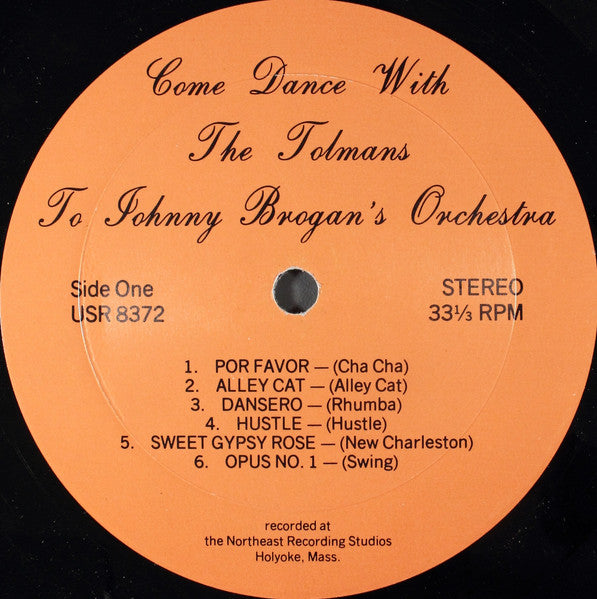 Come Dance With
The Tolmans
To Johnny Brogan's Orchestra
Side One
USR 8372
STEREO
33⅓ RPM
1. POR FAVOR — (Cha Cha)
2. ALLEY CAT — (Alley Cat)
3. DANSERO — (Rhumba)
4. HUSTLE — (Hustle)
5. SWEET GYPSY ROSE — (New Charleston)
6. OPUS NO. 1 — (Swing)
recorded at
the Northeast Recording Studios
Holyoke, Mass.